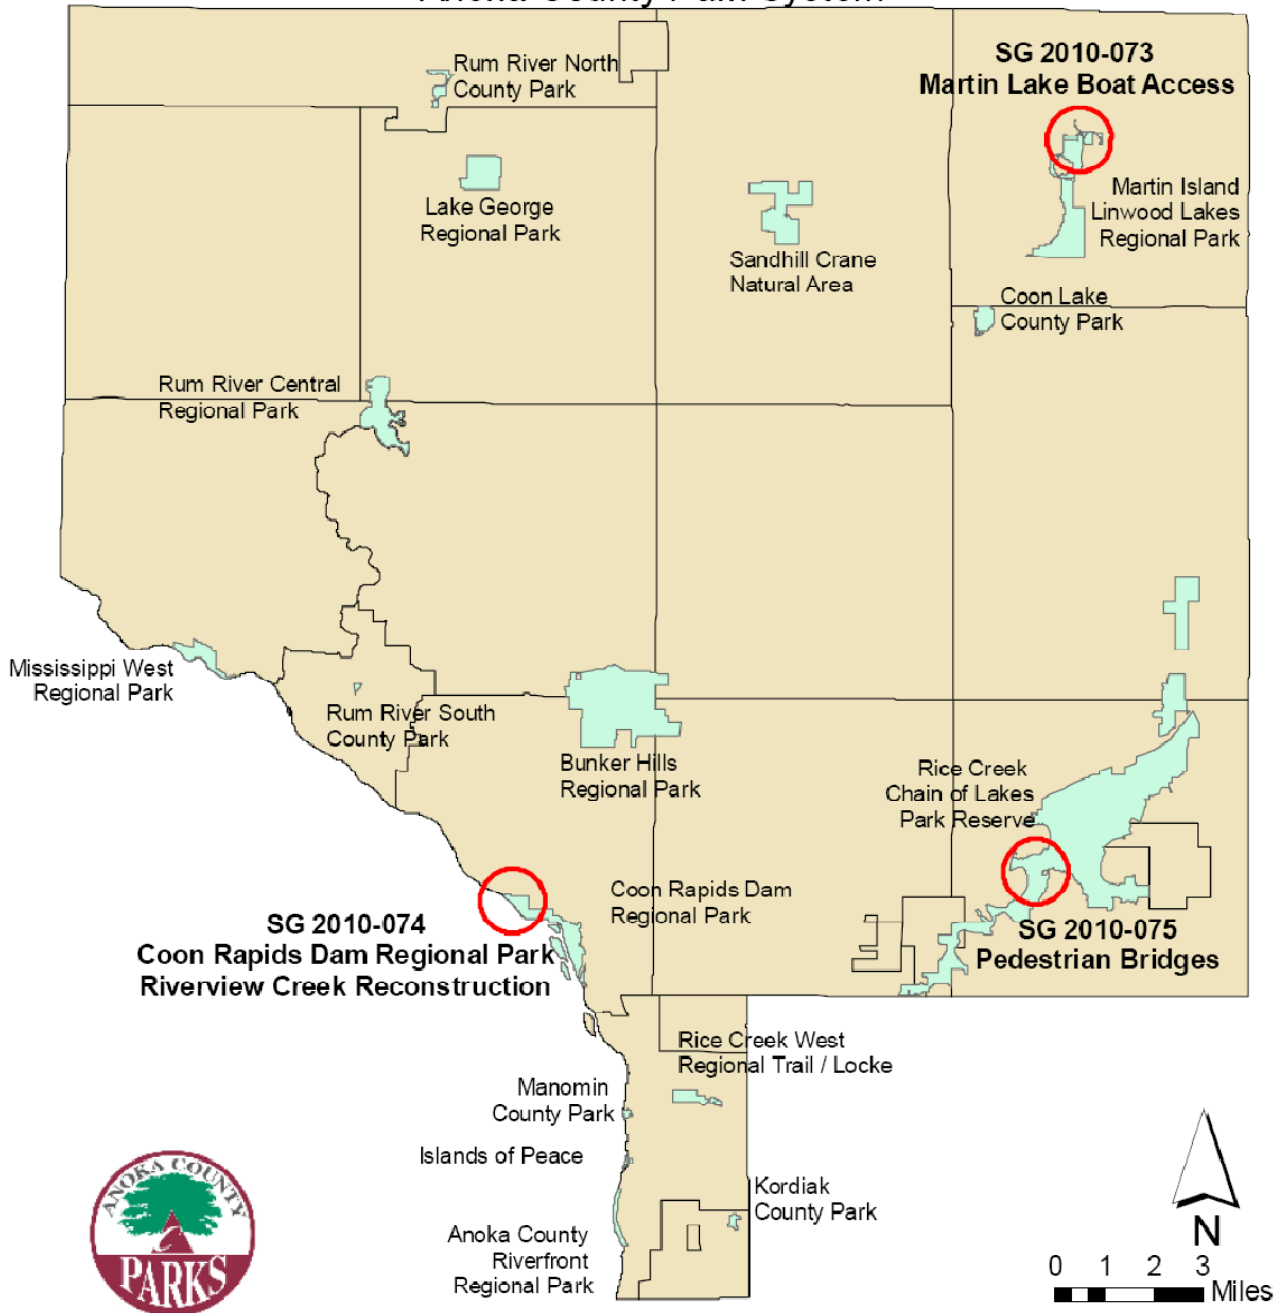 Anoka County Park System
SG 2010-073
Martin Lake Boat Access
Rum River North
County Park
Lake George
Regional Park
Sandhill Crane
Natural Area
Martin Island
Linwood Lakes
Regional Park
Coon Lake
County Park
Rum River Central
Regional Park
Mississippi West
Regional Park
Rum River South
County Park
Bunker Hills
Regional Park
Rice Creek
Chain of Lakes
Park Reserve
Coon Rapids Dam
Regional Park
SG 2010-074
Coon Rapids Dam Regional Park
Riverview Creek Reconstruction
SG 2010-075
Pedestrian Bridges
Rice Creek West
Regional Trail / Locke
Manomin
County Park
Islands of Peace
Kordiak
County Park
Anoka County
Riverfront
Regional Park
ANOKA COUNTY
PARKS
N
0 1 2 3
Miles